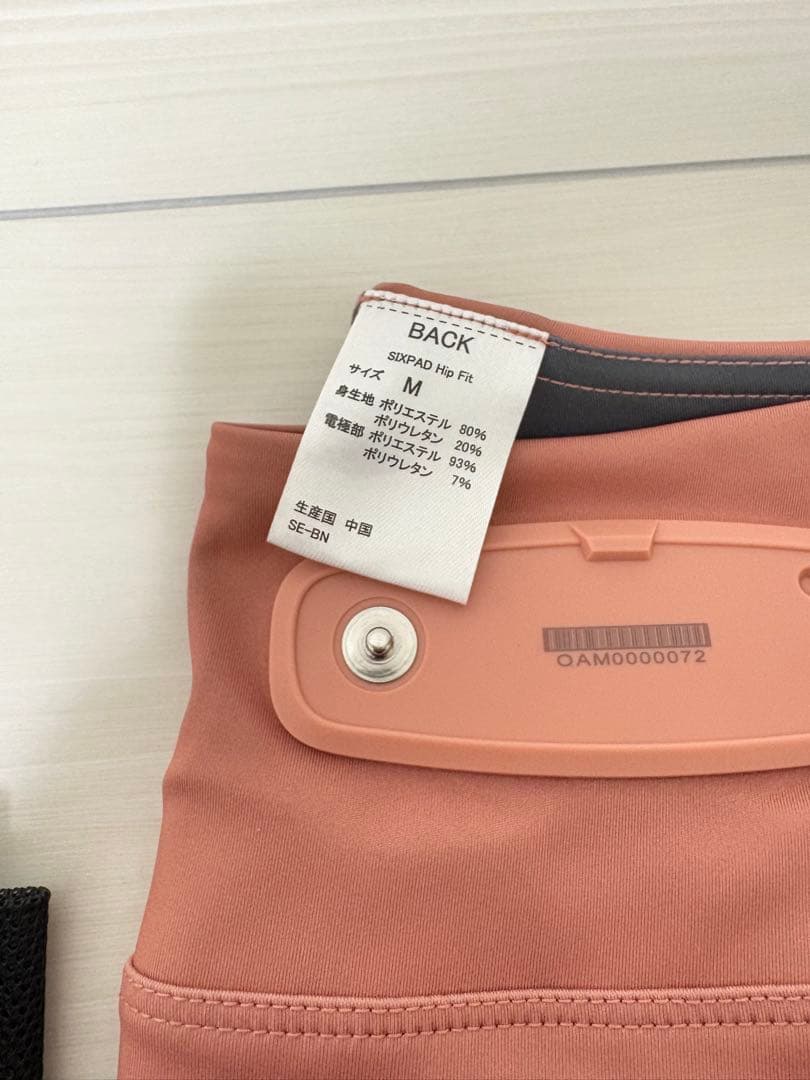 BACK
SIXPAD Hip Fit
サイズ M
身生地 ポリエステル 80%
ポリウレタン 20%
電極部 ポリエステル 93%
ポリウレタン 7%
生産国 中国
SE-BN
OAM0000072